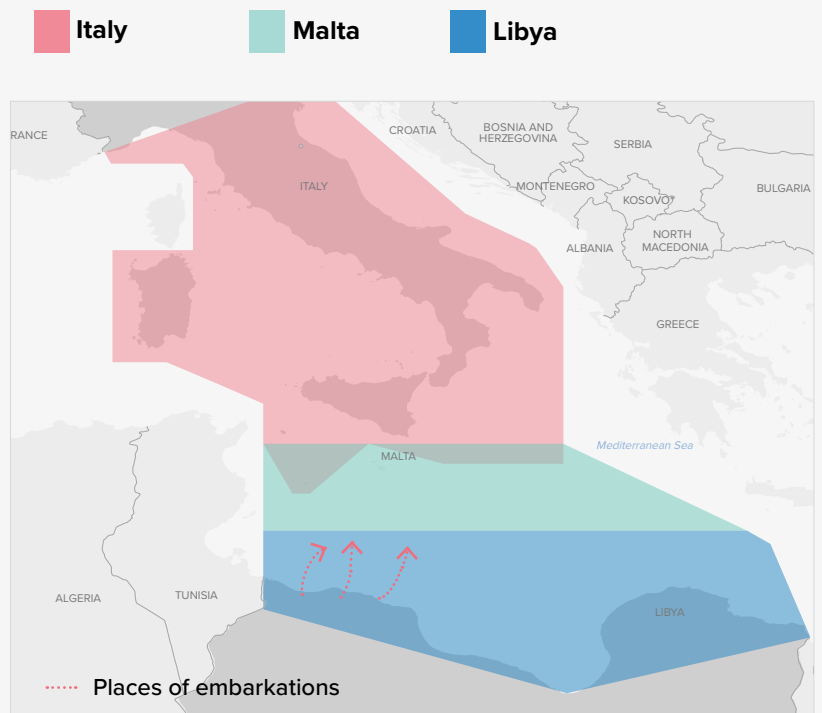 Italy
Malta
Libya
RANCE
CROATIA
BOSNIA AND
HERZEGOVINA
SERBIA
ITALY
MONTENEGRO
KOSOVO*
BULGARIA
NORTH
MACEDONIA
ALBANIA
GREECE
Mediterranean Sea
MALTA
ALGERIA
TUNISIA
LIBYA
Places of embarkations